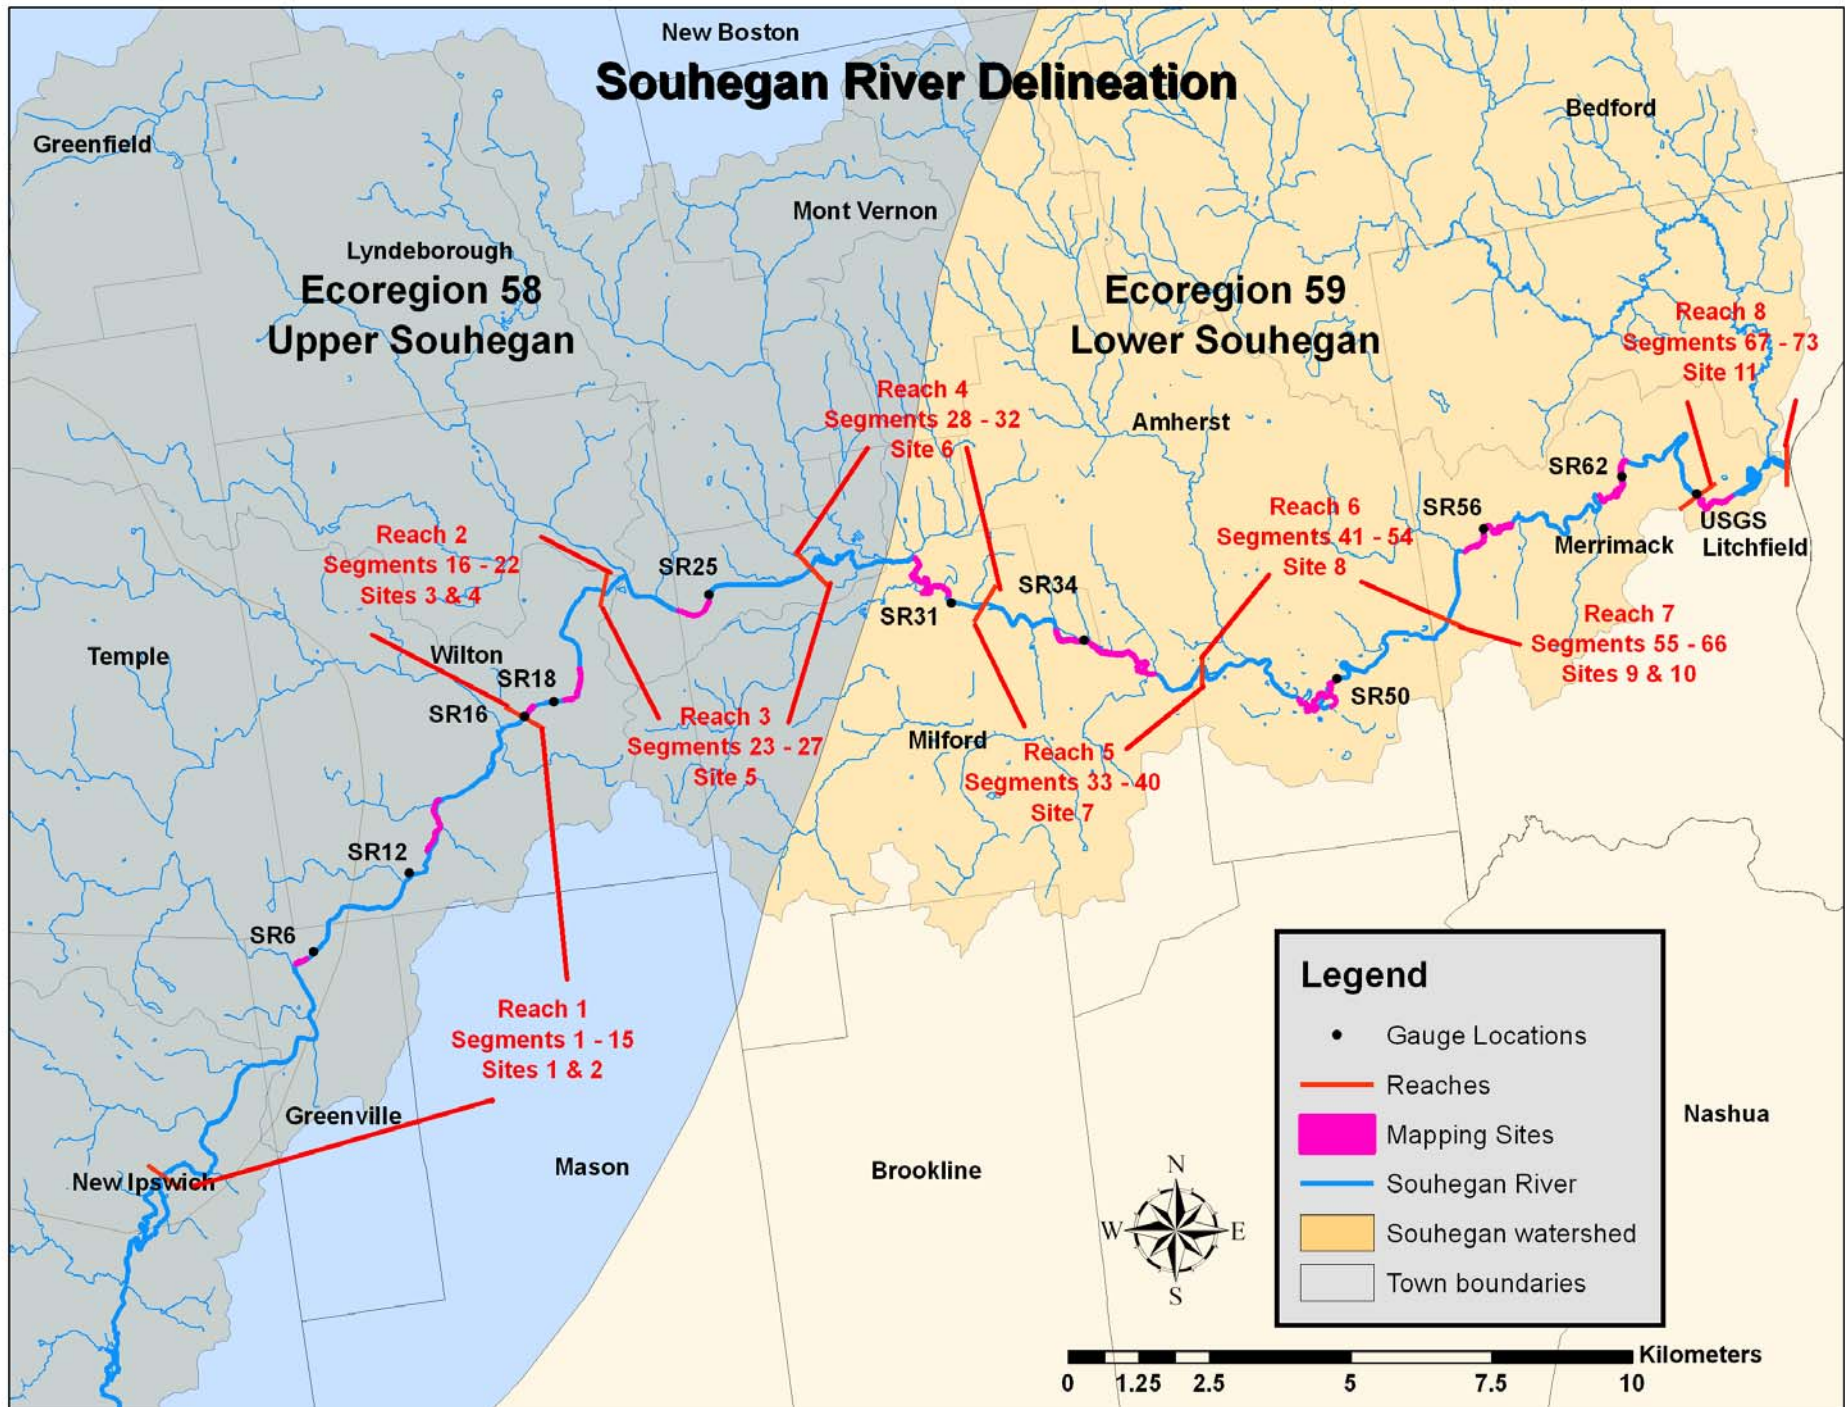 New Boston
Souhegan River Delineation
Bedford
Greenfield
Mont Vernon
Lyndeborough
Ecoregion 58
Upper Souhegan
Ecoregion 59
Lower Souhegan
Reach 8
Segments 67 - 73
Site 11
Reach 4
Segments 28 - 32
Site 6
Amherst
SR62
Reach 6
Segments 41 - 54
Site 8
SR56
USGS
Merrimack
Litchfield
Reach 2
Segments 16 - 22
Sites 3 & 4
SR25
SR34
SR31
Reach 7
Segments 55 - 66
Sites 9 & 10
Temple
Wilton
SR18
SR16
SR50
Reach 3
Segments 23 - 27
Site 5
Milford
Reach 5
Segments 33 - 40
Site 7
SR12
SR6
Reach 1
Segments 1 - 15
Sites 1 & 2
Greenville
New Ipswich
Mason
Brookline
Nashua
Legend
Gauge Locations
Reaches
Mapping Sites
Souhegan River
Souhegan watershed
Town boundaries
N
W
E
S
Kilometers
0 1.25 2.5 5 7.5 10